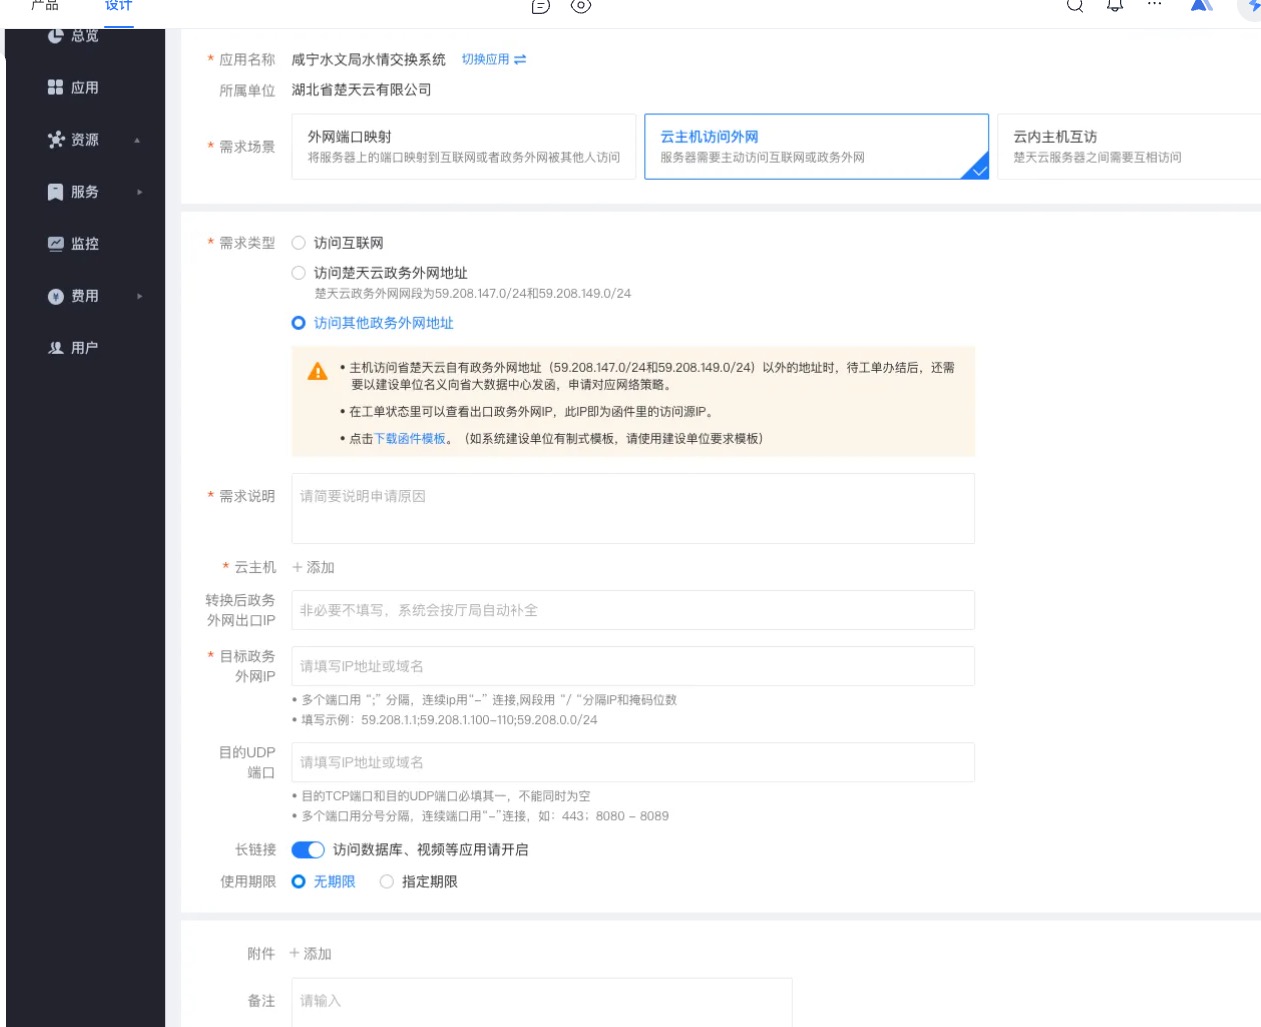 产品 设计
总览
应用
资源
服务
监控
费用
用户
* 应用名称 咸宁水文局水情交换系统 切换应用
所属单位 湖北省楚天云有限公司
* 需求场景
外网端口映射
将服务器上的端口映射到互联网或者政务外网被其他人访问
云主机访问外网
服务器需要主动访问互联网或政务外网
云内主机互访
楚天云服务器之间需要互相访问
* 需求类型 访问互联网
访问楚天云政务外网地址
楚天云政务外网网段为59.208.147.0/24和59.208.149.0/24
访问其他政务外网地址
• 主机访问省楚天云自有政务外网地址（59.208.147.0/24和59.208.149.0/24）以外的地址时，待工单办结后，还需
要以建设单位名义向省大数据中心发函，申请对应网络策略。
• 在工单状态里可以查看出口政务外网IP，此IP即为函件里的访问源IP。
• 点击下载函件模板。（如系统建设单位有制式模板，请使用建设单位要求模板）
* 需求说明 请简要说明申请原因
* 云主机 + 添加
转换后政务
外网出口IP
非必要不填写，系统会按厅局自动补全
* 目标政务
外网IP
请填写IP地址或域名
• 多个端口用 “;” 分隔，连续ip用“-” 连接,网段用 “/ “分隔IP和掩码位数
• 填写示例：59.208.1.1;59.208.1.100-110;59.208.0.0/24
目的UDP
端口
请填写IP地址或域名
• 目的TCP端口和目的UDP端口必填其一，不能同时为空
• 多个端口用分号分隔，连续端口用“-”连接，如：443；8080 - 8089
长链接 访问数据库、视频等应用请开启
使用期限 无期限 指定期限
附件 + 添加
备注 请输入